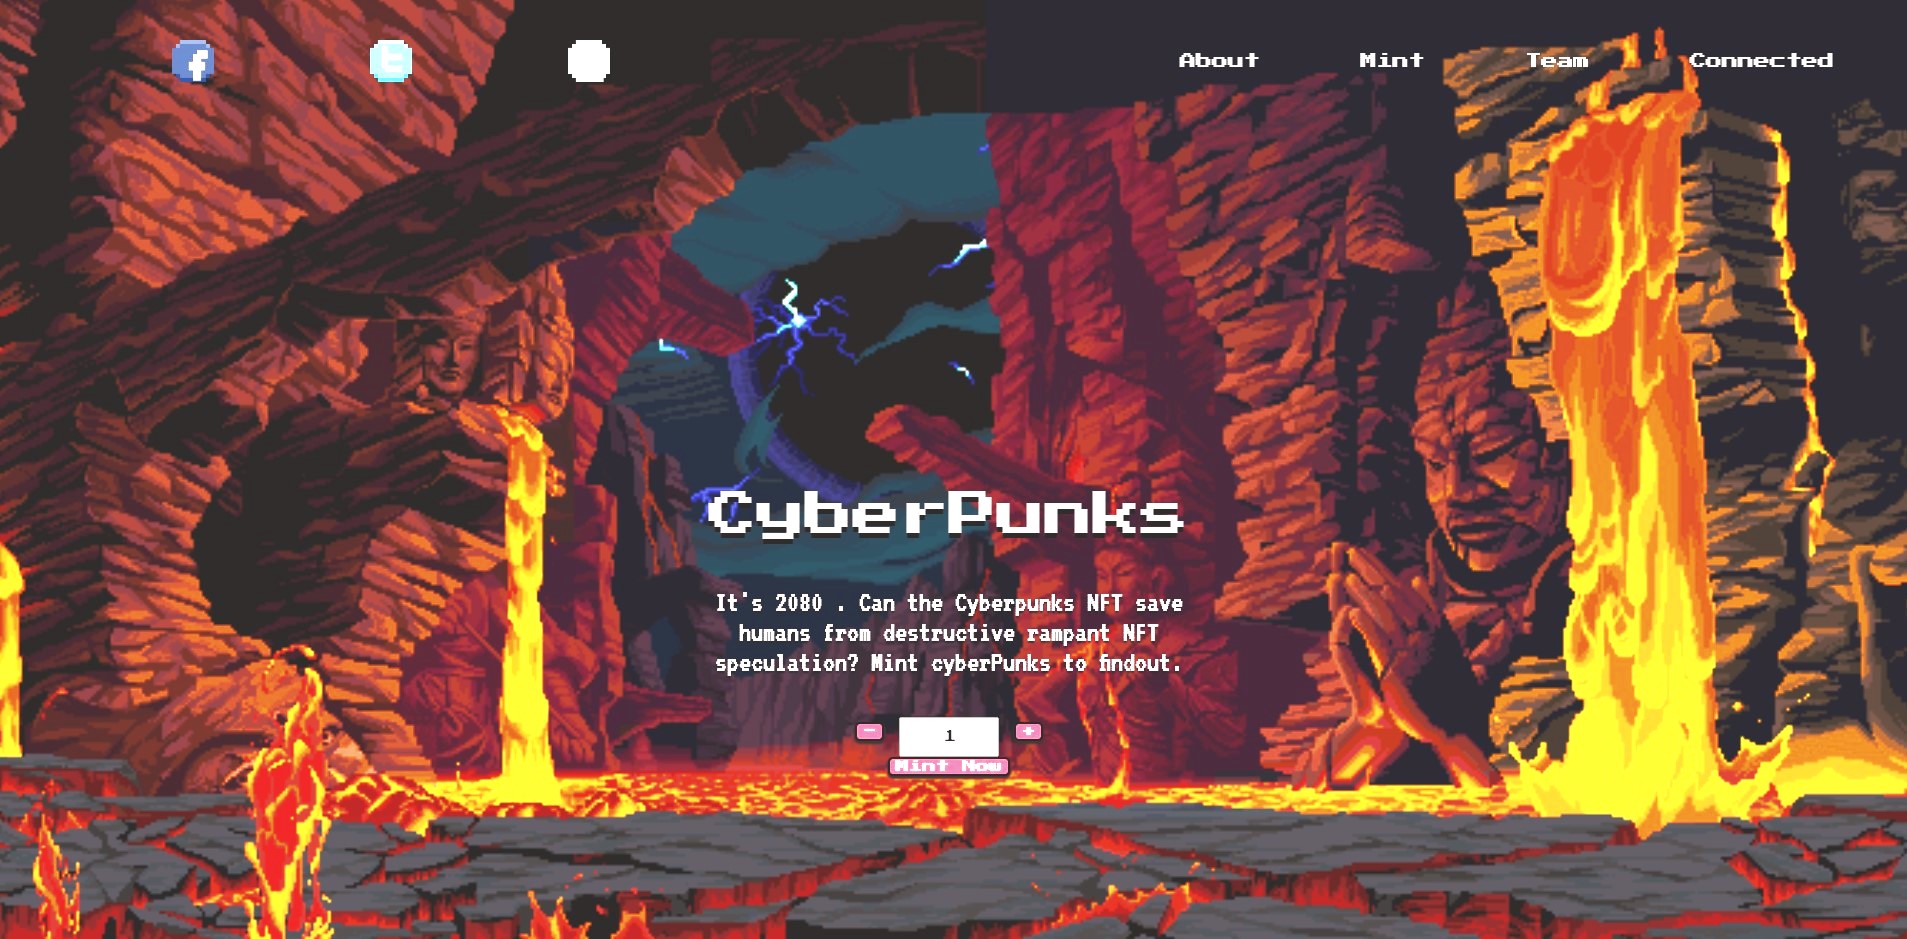 About Mint Team Connected
CyberPunks
It's 2080 . Can the Cyberpunks NFT save
humans from destructive rampant NFT
speculation? Mint cyberPunks to findout.
- 1 +
Mint Now